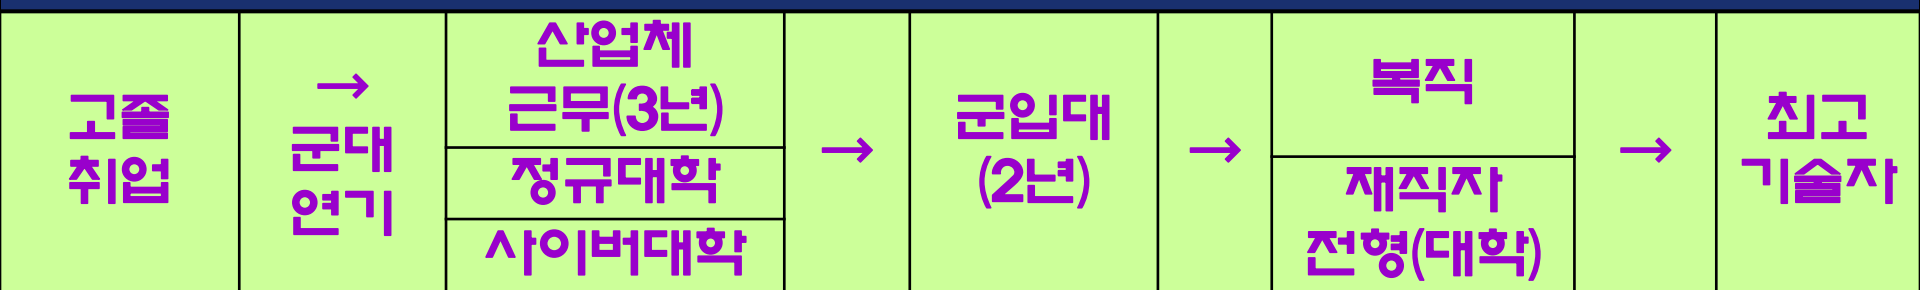 고졸
취업
→
군대
연기
산업체
근무(3년)
정규대학
사이버대학
→
군입대
(2년)
→
복직
재직자
전형(대학)
→
최고
기술자